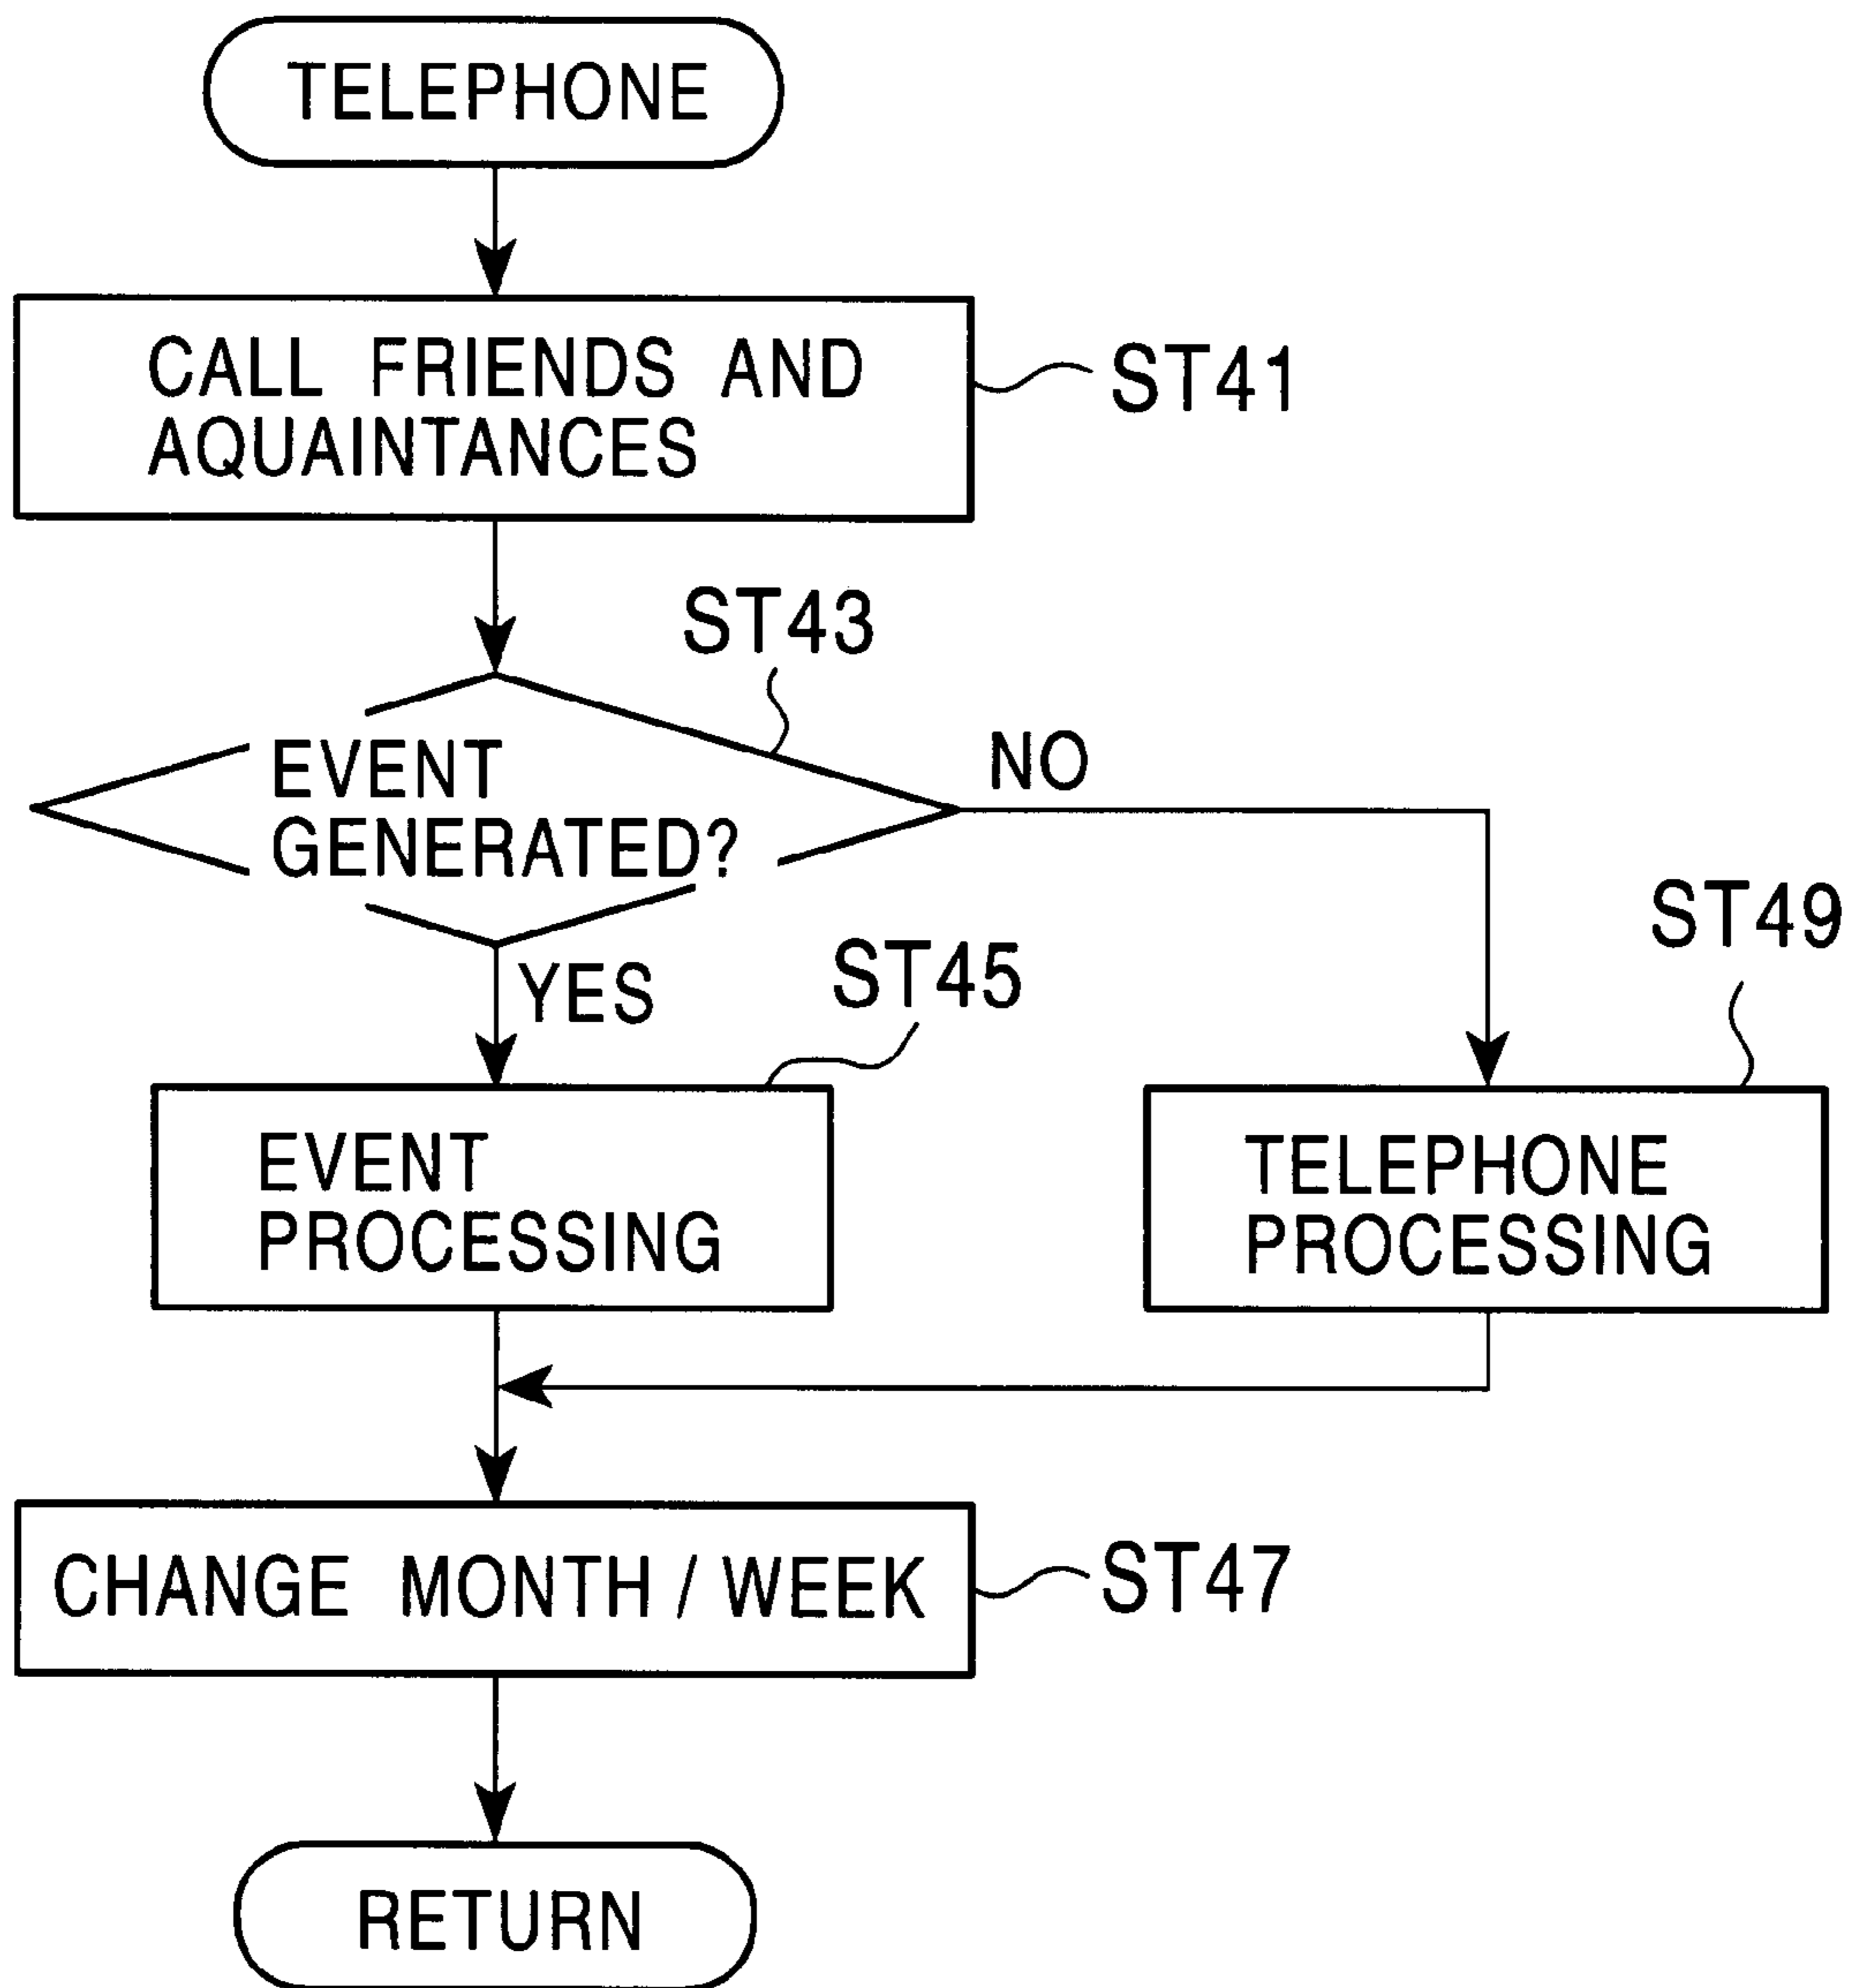 TELEPHONE
CALL FRIENDS AND
AQUAINTANCES
ST41
ST43
EVENT
GENERATED?
NO
YES
ST45
ST49
EVENT
PROCESSING
TELEPHONE
PROCESSING
CHANGE MONTH / WEEK
ST47
RETURN